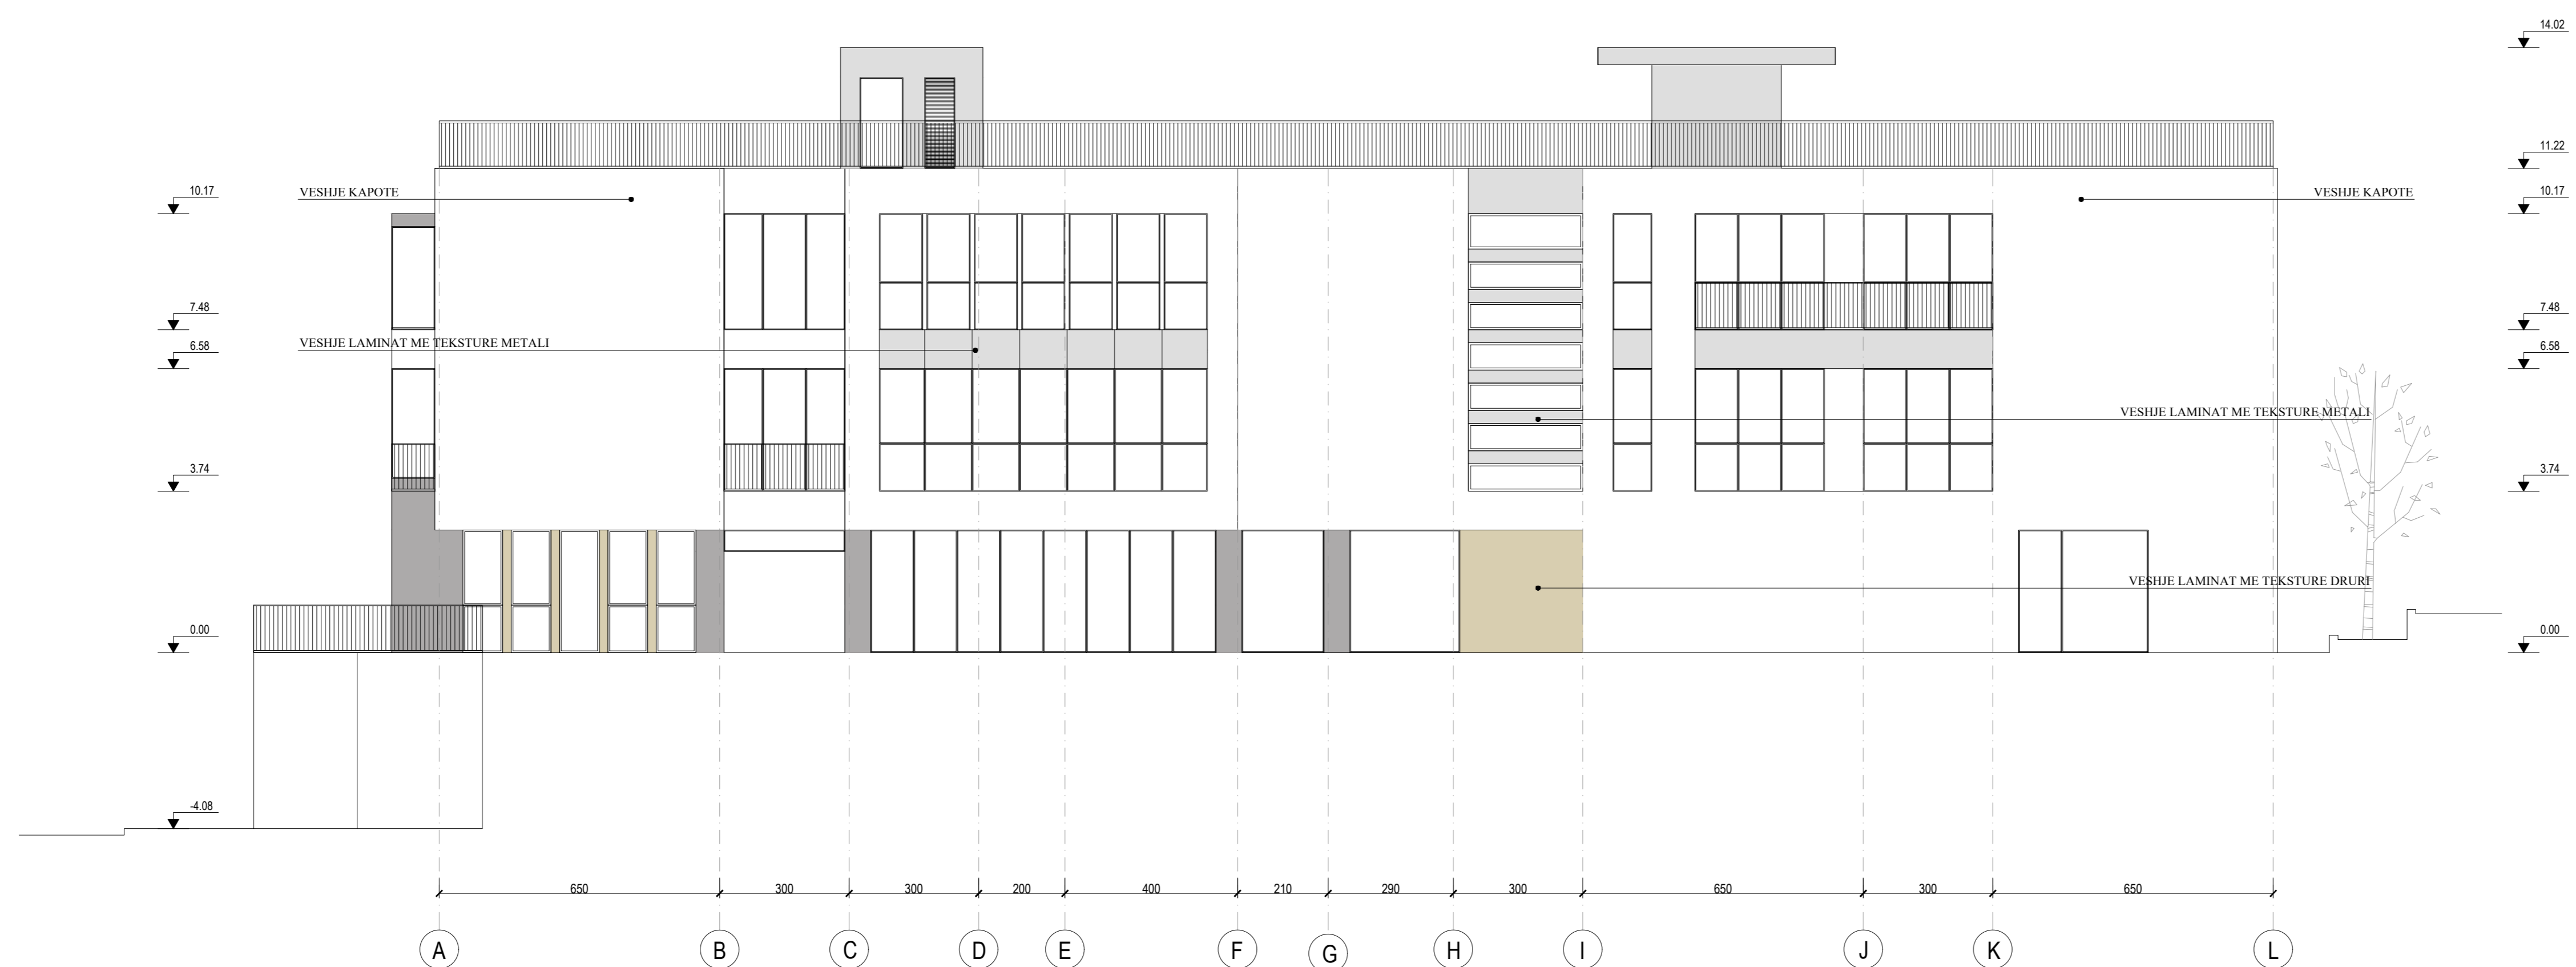 14.02
11.22
10.17
VESHJE KAPOTE
VESHJE KAPOTE
10.17
7.48
7.48
6.58
VESHJE LAMINAT ME TEKSTURE METALI
6.58
VESHJE LAMINAT ME TEKSTURE METALI
3.74
3.74
VESHJE LAMINAT ME TEKSTURE DRURI
0.00
0.00
-4.08
650 300 300 200 400 210 290 300 650 300 650
A B C D E F G H I J K L